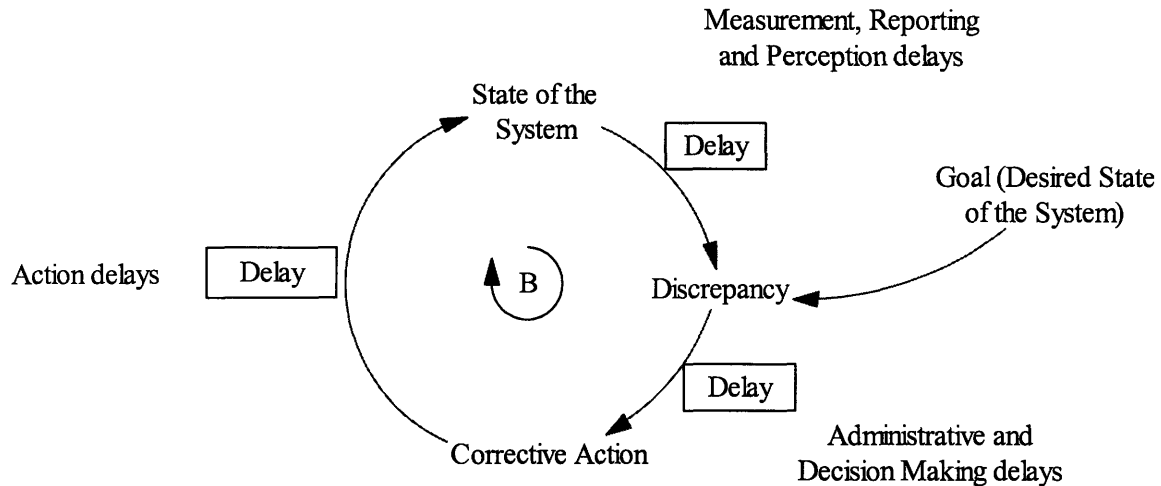 Measurement, Reporting
and Perception delays
State of the
System
Delay
Goal (Desired State
of the System)
Action delays
Delay
B
Discrepancy
Delay
Corrective Action
Administrative and
Decision Making delays